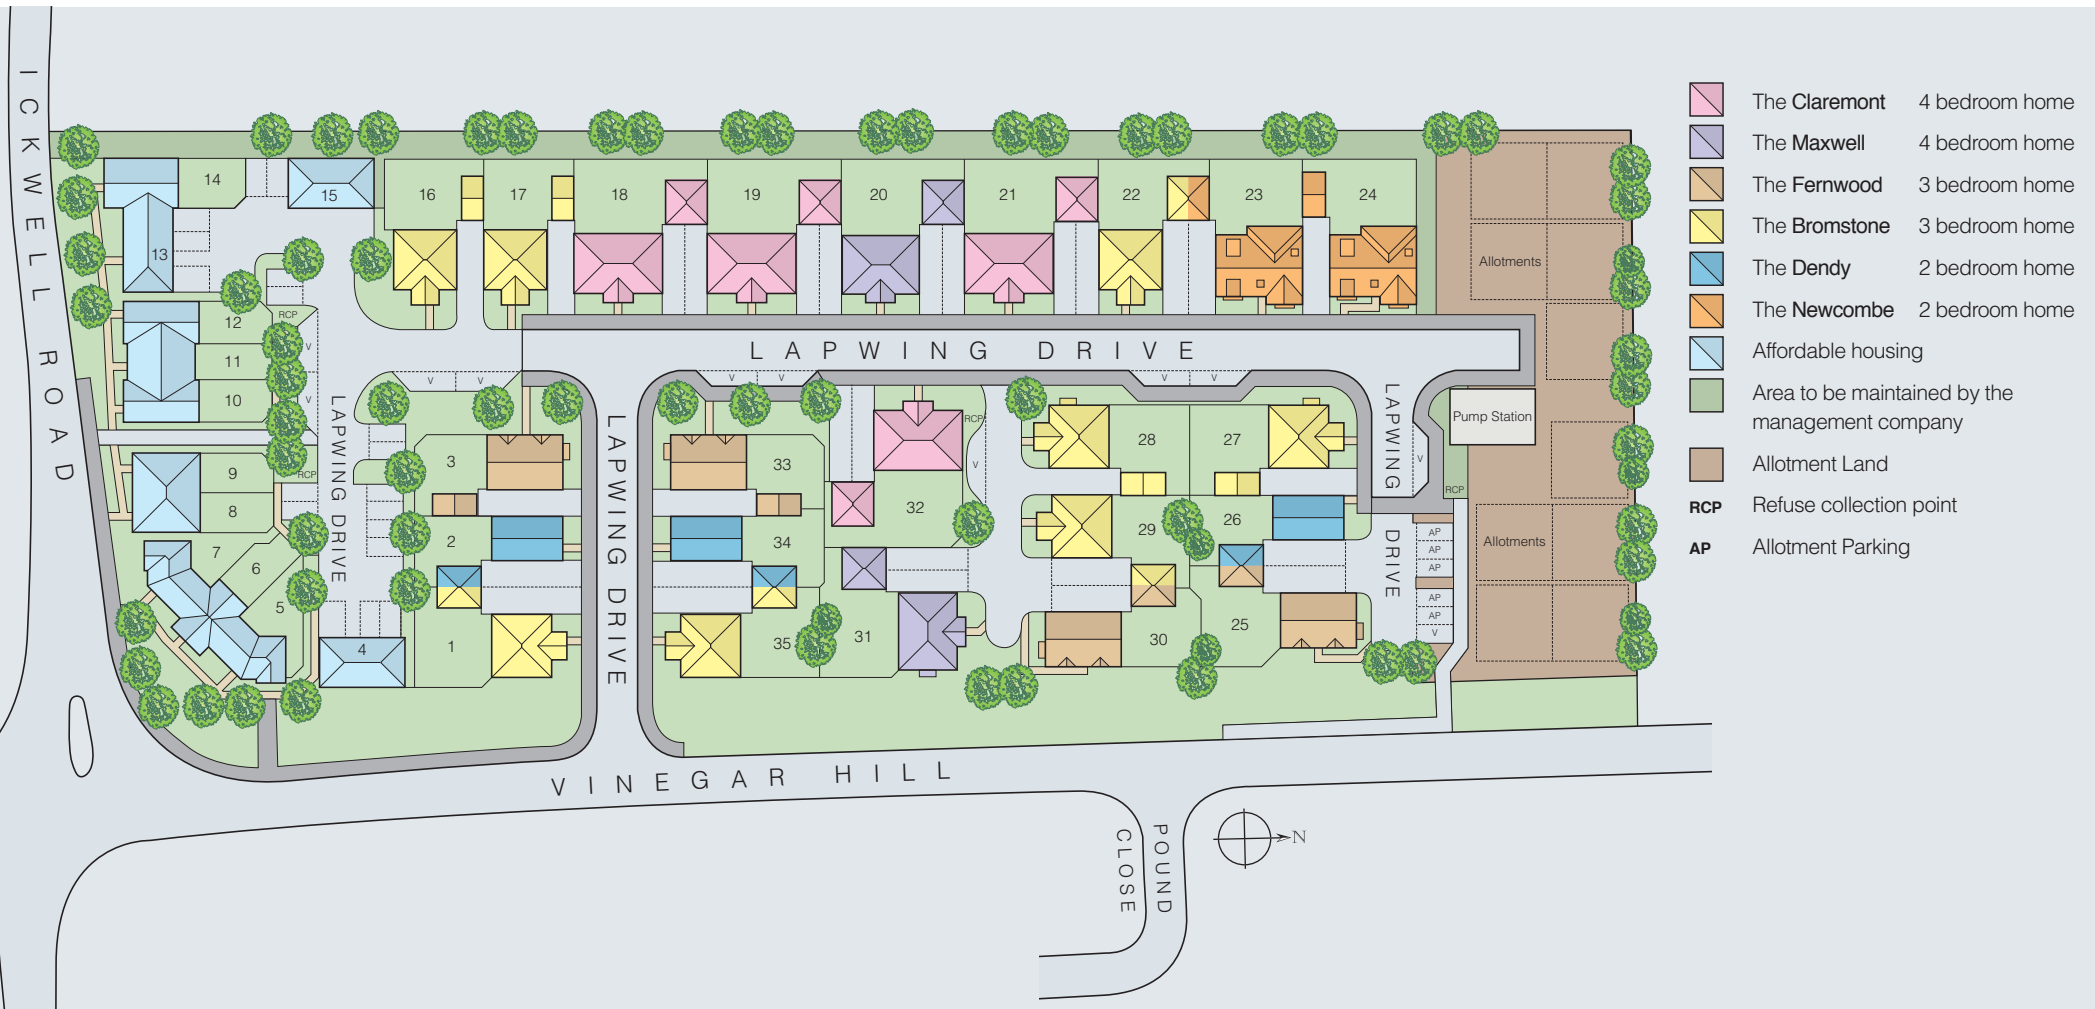 ICKWELL ROAD
14
15
13
16
17
18
19
20
21
22
23
24
Allotments
12
RCP
V
11
10
LAPWING DRIVE
V V
V V
V V
LAPWING DRIVE
Pump Station
RCP
V
9
RCP
8
7
6
5
4
LAPWING DRIVE
3
2
1
LAPWING DRIVE
33
34
35
RCP
V
32
31
28
27
29
26
30
25
AP
AP
AP
AP
AP
V
Allotments
VINEGAR HILL
POUND
CLOSE
N
The Claremont 4 bedroom home
The Maxwell 4 bedroom home
The Fernwood 3 bedroom home
The Bromstone 3 bedroom home
The Dendy 2 bedroom home
The Newcombe 2 bedroom home
Affordable housing
Area to be maintained by the
management company
Allotment Land
RCP Refuse collection point
AP Allotment Parking